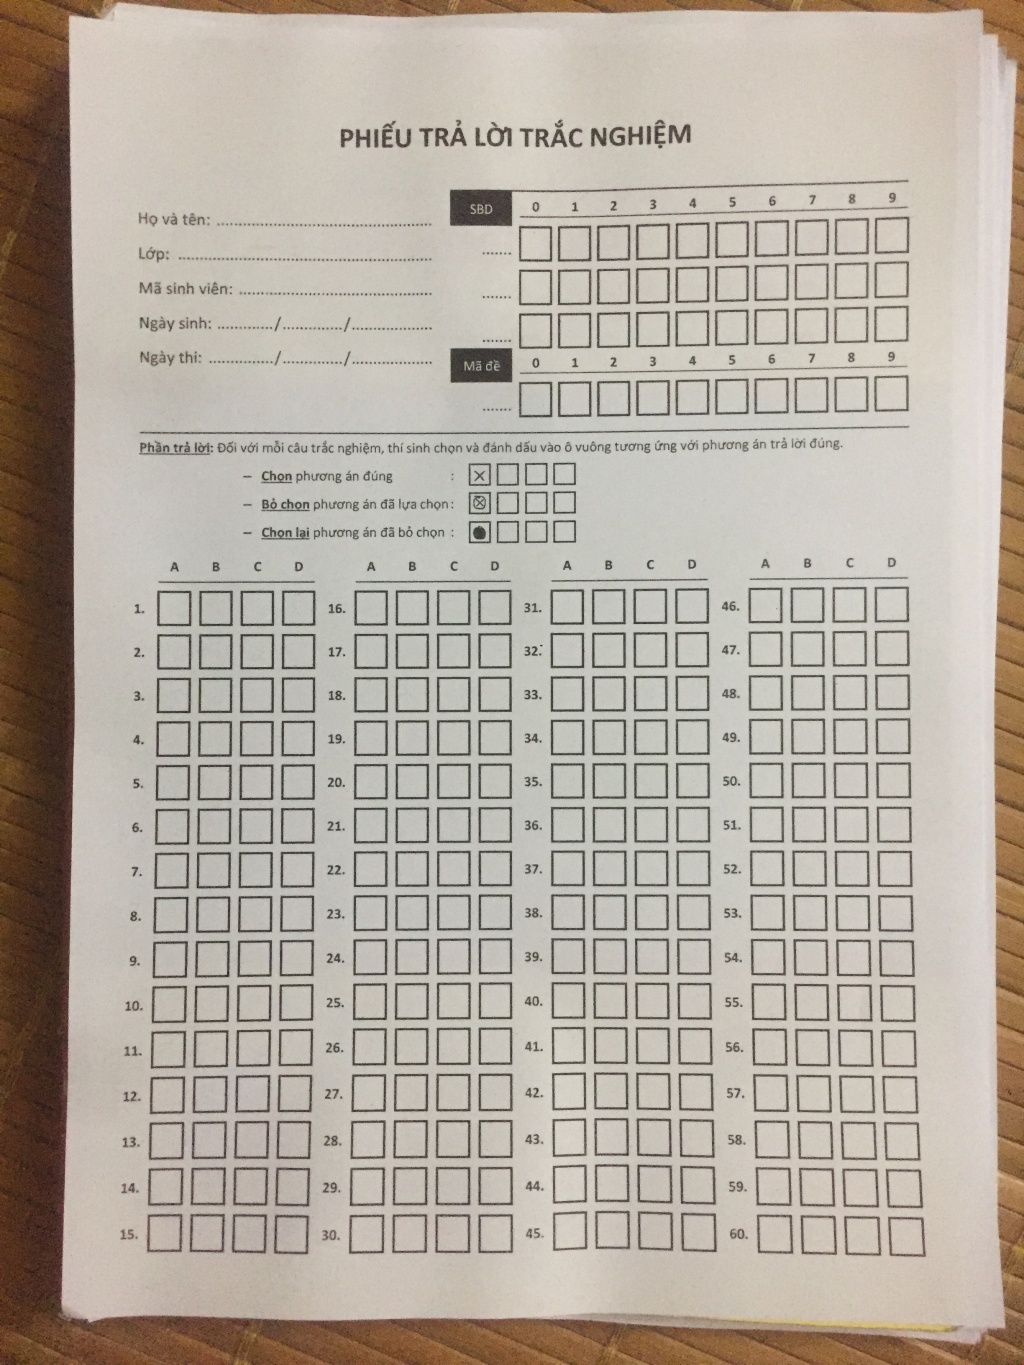 PHIẾU TRẢ LỜI TRẮC NGHIỆM
SBD 0 1 2 3 4 5 6 7 8 9
Họ và tên: ................................................
Lớp: .........................................................
.......
Mã sinh viên: ...........................................
.......
Ngày sinh: ............/............./..................
.......
Ngày thi: ............../............./..................
Mã đề 0 1 2 3 4 5 6 7 8 9
.......
Phần trả lời: Đối với mỗi câu trắc nghiệm, thí sinh chọn và đánh dấu vào ô vuông tương ứng với phương án trả lời đúng.
– Chọn phương án đúng :
– Bỏ chọn phương án đã lựa chọn:
– Chọn lại phương án đã bỏ chọn :
A B C D A B C D A B C D A B C D
1. 16. 31. 46.
2. 17. 32. 47.
3. 18. 33. 48.
4. 19. 34. 49.
5. 20. 35. 50.
6. 21. 36. 51.
7. 22. 37. 52.
8. 23. 38. 53.
9. 24. 39. 54.
10. 25. 40. 55.
11. 26. 41. 56.
12. 27. 42. 57.
13. 28. 43. 58.
14. 29. 44. 59.
15. 30. 45. 60.